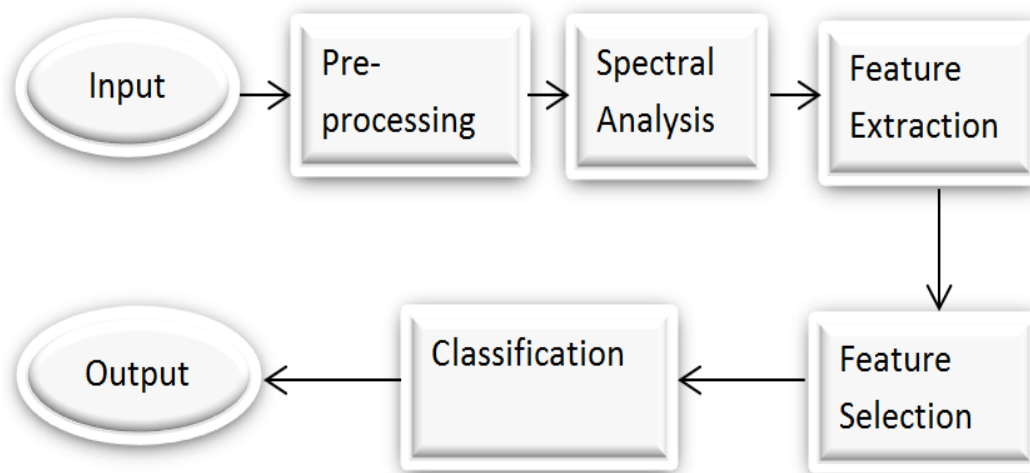 Input
Pre-
processing
Spectral
Analysis
Feature
Extraction
Feature
Selection
Classification
Output